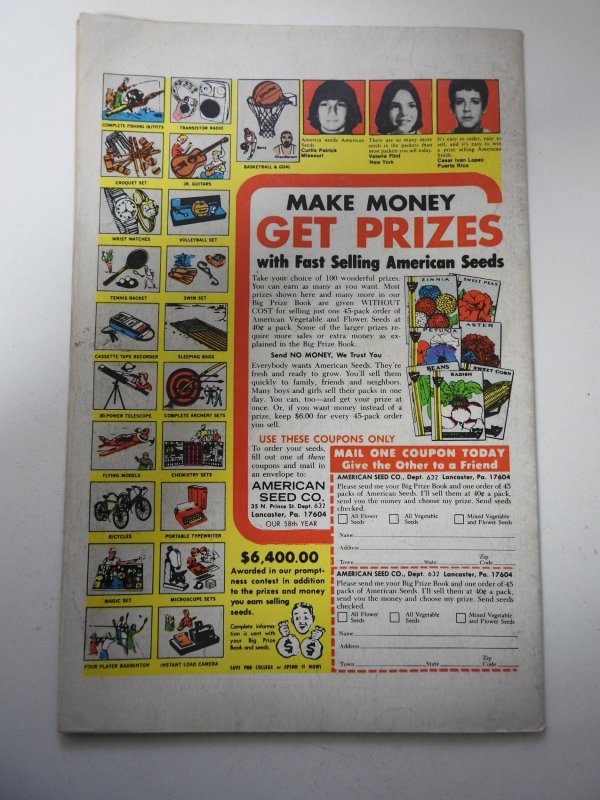 COMPLETE FISHING OUTFITS
TRANSISTOR RADIO
BASKETBALL & GOAL
Barry
Chamberlain
America needs American
Seeds
Curtis Patrick
Missouri
There are so many more
seeds in the packets than
most packets you sell today.
Valerie Flint
New York
It's easy to order, easy to
sell, and it's easy to win
a prize selling American
Seeds.
Cesar Ivan Lopez
Puerto Rico
CROQUET SET
JR. GUITARS
WRIST WATCHES
VOLLEYBALL SET
TENNIS RACKET
SWIM SET
CASSETTE TAPE RECORDER
SLEEPING BAGS
30-POWER TELESCOPE
COMPLETE ARCHERY SETS
FLYING MODELS
CHEMISTRY SETS
BICYCLES
PORTABLE TYPEWRITER
MAGIC SET
MICROSCOPE SETS
FOUR PLAYER BADMINTON
INSTANT LOAD CAMERA
MAKE MONEY
GET PRIZES
with Fast Selling American Seeds
Take your choice of 100 wonderful prizes.
You can earn as many as you want. Most
prizes shown here and many more in our
Big Prize Book are given WITHOUT
COST for selling just one 45-pack order of
American Vegetable and Flower Seeds at
40¢ a pack. Some of the larger prizes re-
quire more sales or extra money as ex-
plained in the Big Prize Book.
Send NO MONEY, We Trust You
Everybody wants American Seeds. They're
fresh and ready to grow. You'll sell them
quickly to family, friends and neighbors.
Many boys and girls sell their packs in one
day. You can, too—and get your prize at
once. Or, if you want money instead of a
prize, keep $6.00 for every 45-pack order
you sell.
ZINNIA
SWEET PEAS
PETUNIA
ASTER
BEANS
RADISH
SWEET CORN
USE THESE COUPONS ONLY
To order your seeds,
fill out one of these
coupons and mail in
an envelope to:
AMERICAN
SEED CO.
35 N. Prince St. Dept. 632
Lancaster, Pa. 17604
OUR 58th YEAR
$6,400.00
Awarded in our prompt-
ness contest in addition
to the prizes and money
you earn selling
seeds.
Complete informa-
tion is sent with
your Big Prize
Book and seeds.
$ $
SAVE FOR COLLEGE or SPEND IT NOW!
MAIL ONE COUPON TODAY
Give the Other to a Friend
AMERICAN SEED CO., Dept. 632 Lancaster, Pa. 17604
Please send me your Big Prize Book and one order of 45
packs of American Seeds. I'll sell them at 40¢ a pack,
send you the money and choose my prize. Send seeds
checked.
All Flower Seeds
All Vegetable Seeds
Mixed Vegetable and Flower Seeds
Name
Address
Town State Zip Code
AMERICAN SEED CO., Dept. 632 Lancaster, Pa. 17604
Please send me your Big Prize Book and one order of 45
packs of American Seeds. I'll sell them at 40¢ a pack,
send you the money and choose my prize. Send seeds
checked.
All Flower Seeds
All Vegetable Seeds
Mixed Vegetable and Flower Seeds
Name
Address
Town State Zip Code